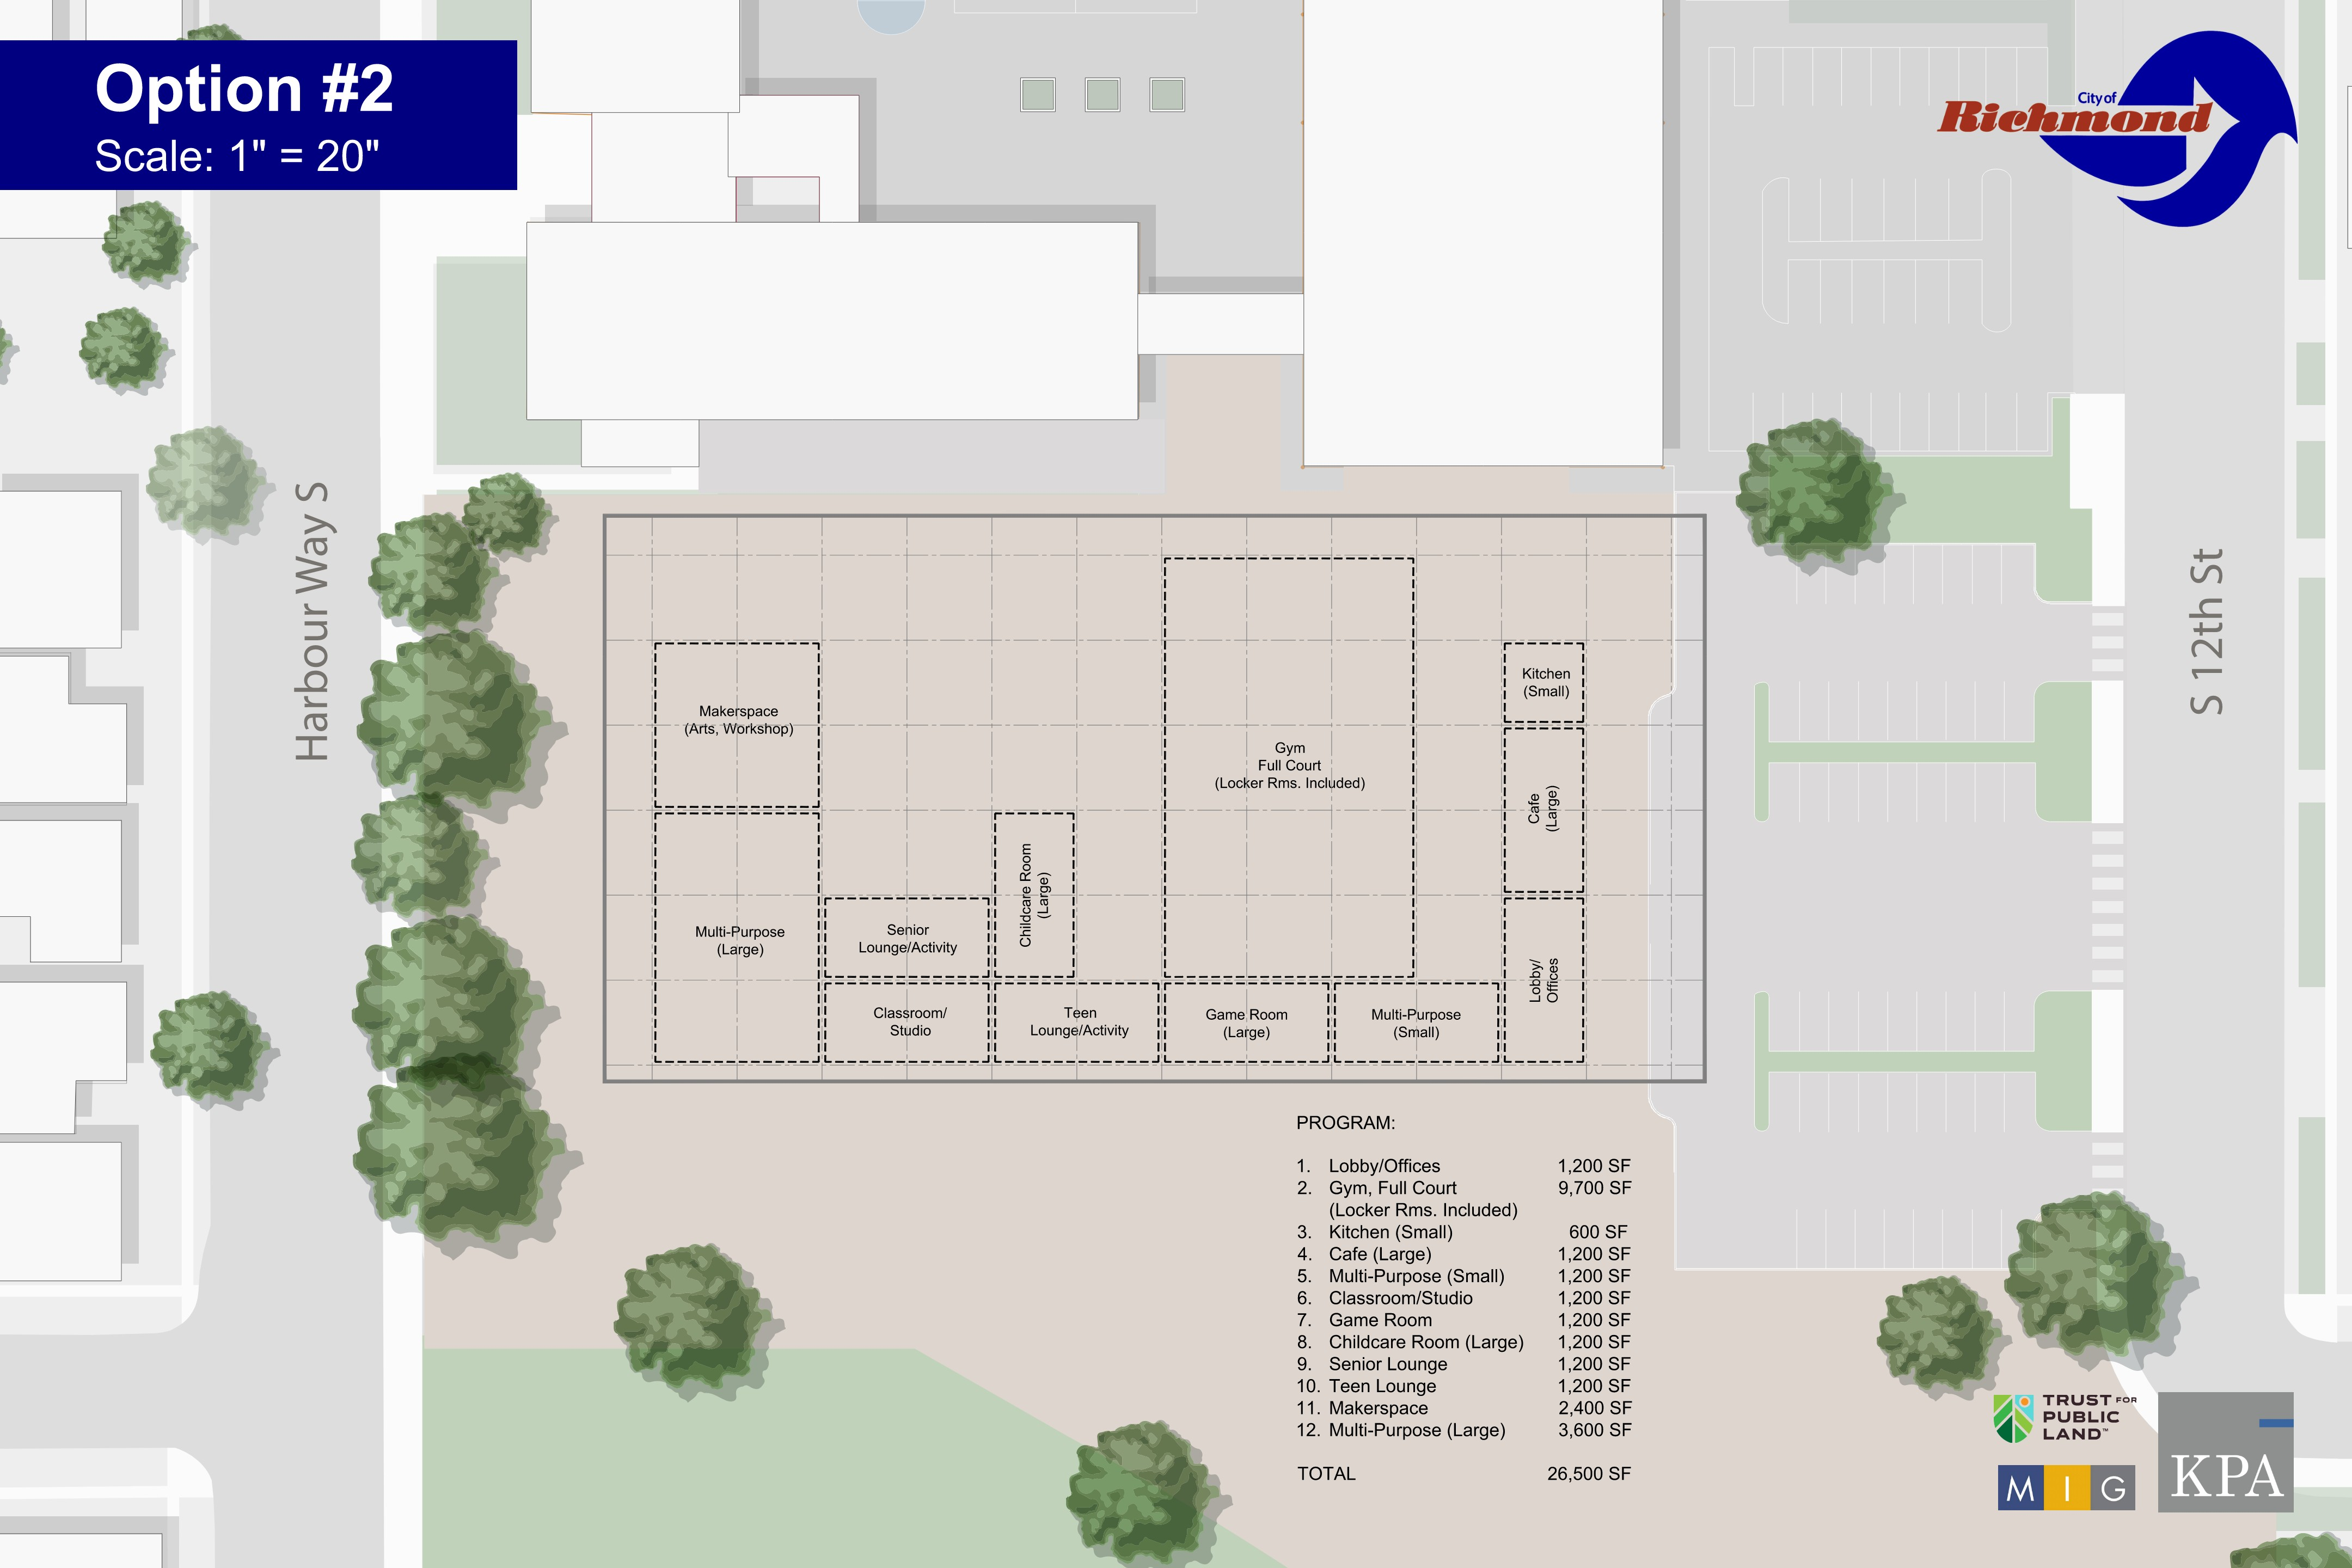 Option #2
Scale: 1" = 20"
City of
Richmond
Harbour Way S
S 12th St
Makerspace
(Arts, Workshop)
Multi-Purpose
(Large)
Senior
Lounge/Activity
Classroom/
Studio
Childcare Room
(Large)
Teen
Lounge/Activity
Gym
Full Court
(Locker Rms. Included)
Game Room
(Large)
Multi-Purpose
(Small)
Kitchen
(Small)
Cafe
(Large)
Lobby/
Offices
PROGRAM:
1. Lobby/Offices 1,200 SF
2. Gym, Full Court 9,700 SF
(Locker Rms. Included)
3. Kitchen (Small) 600 SF
4. Cafe (Large) 1,200 SF
5. Multi-Purpose (Small) 1,200 SF
6. Classroom/Studio 1,200 SF
7. Game Room 1,200 SF
8. Childcare Room (Large) 1,200 SF
9. Senior Lounge 1,200 SF
10. Teen Lounge 1,200 SF
11. Makerspace 2,400 SF
12. Multi-Purpose (Large) 3,600 SF
TOTAL 26,500 SF
TRUST FOR
PUBLIC
LAND™
MIG
KPA